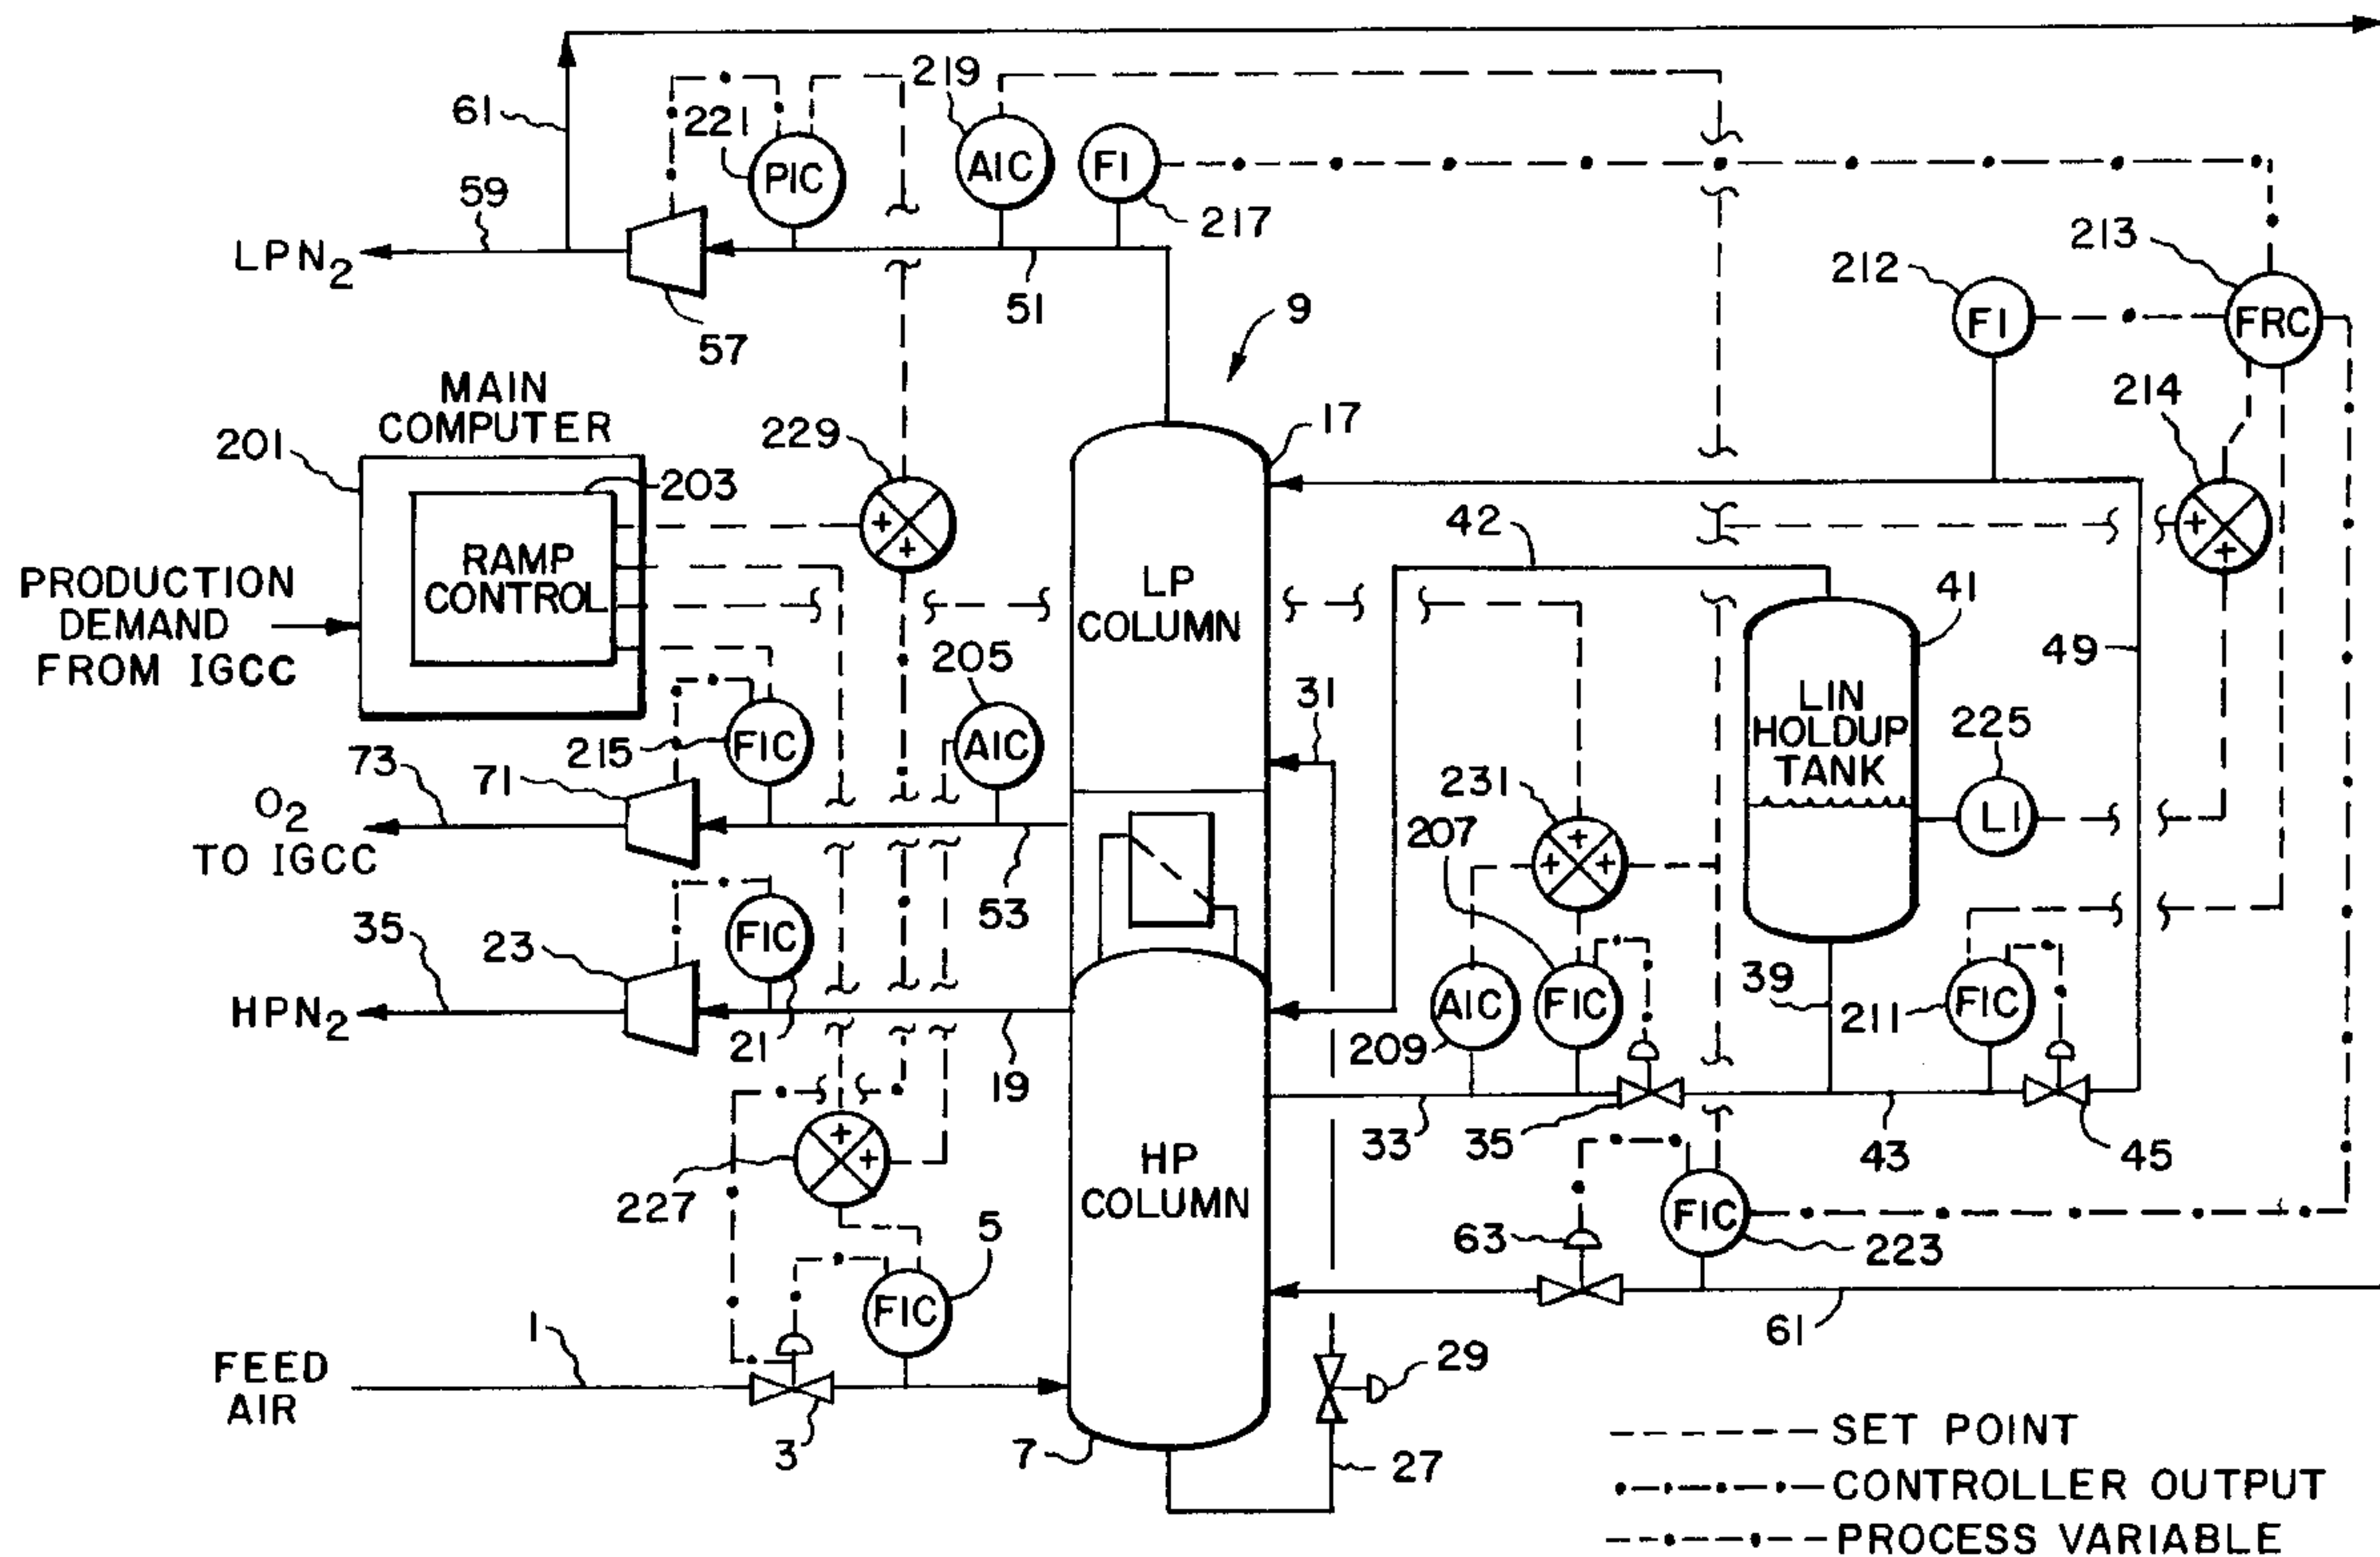 219
61
221
AIC
FI
PIC
59
217
213
LPN2
212
51
9
FI
FRC
57
MAIN
COMPUTER
214
201
229
17
203
+
+
42
+
+
RAMP
CONTROL
PRODUCTION
DEMAND
FROM IGCC
LP
COLUMN
41
49
205
31
LIN
HOLDUP
TANK
215
FIC
AIC
73
71
225
231
O2
TO IGCC
207
+
+
+
LI
53
35
23
FIC
39
HPN2
21
AIC
FIC
FIC
209
211
19
33
35
43
45
+
+
HP
COLUMN
227
5
FIC
63
223
FIC
1
61
FEED
AIR
29
3
7
27
SET POINT
CONTROLLER OUTPUT
PROCESS VARIABLE